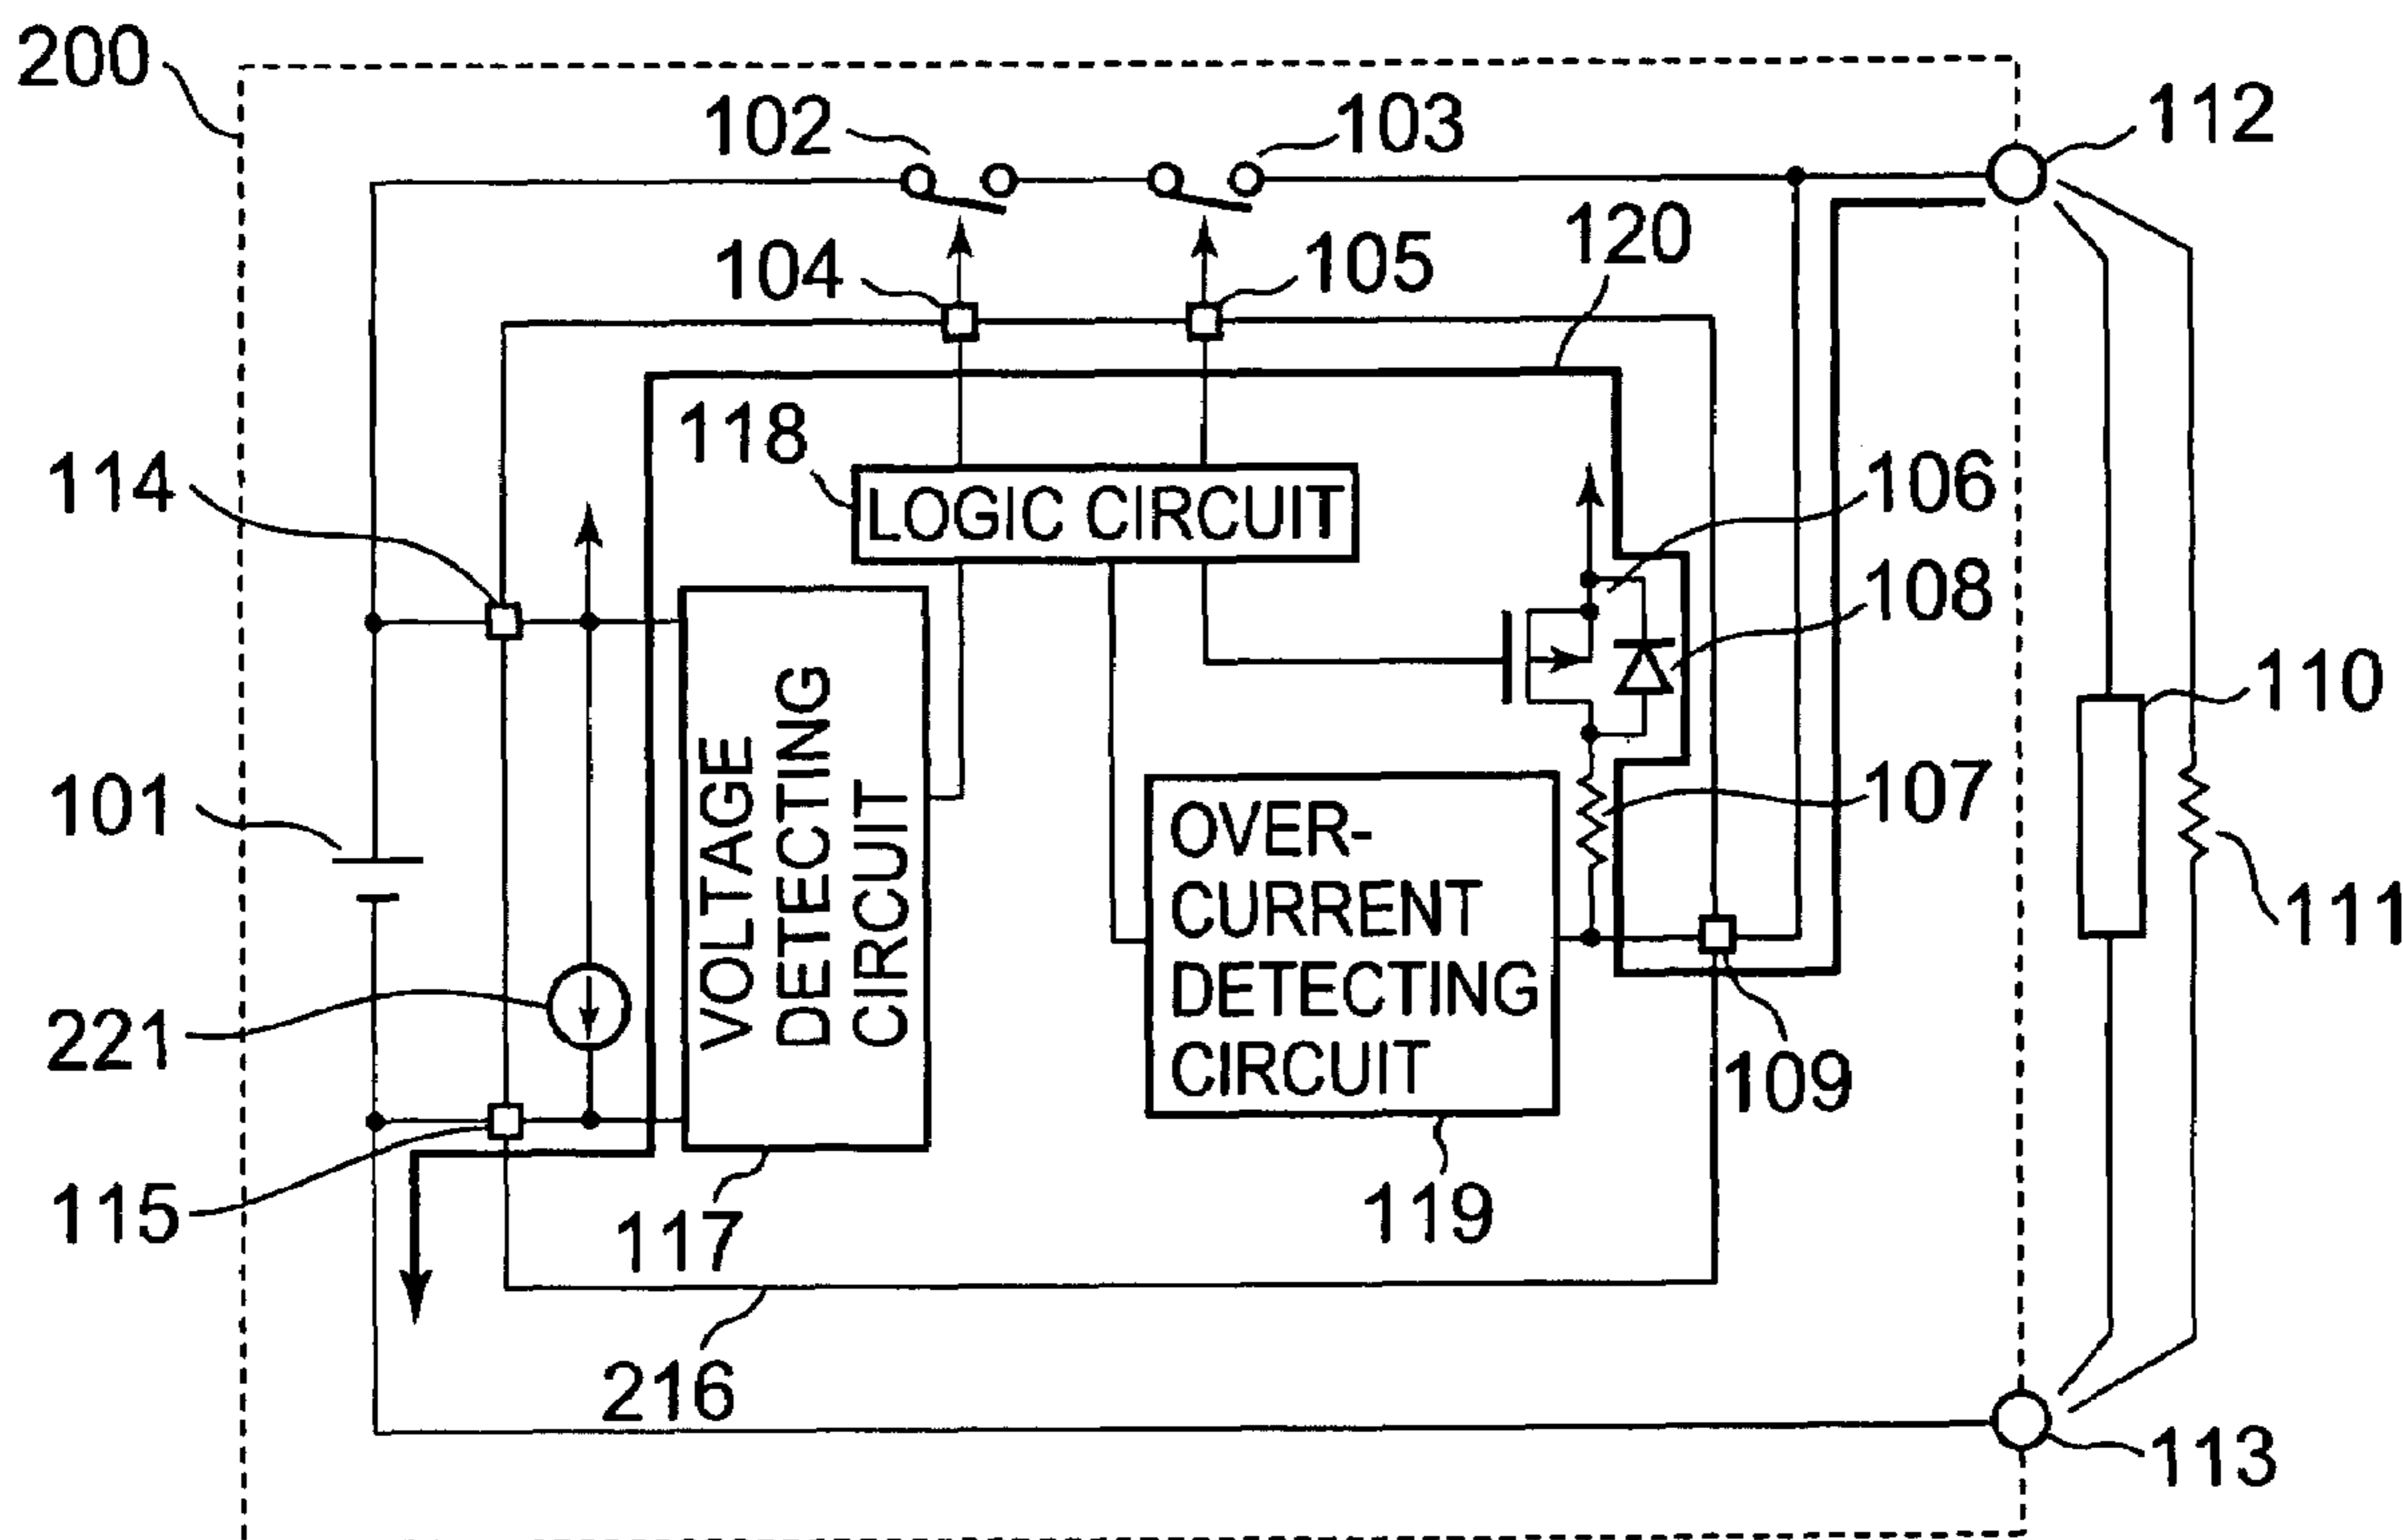 200
102
103
112
104
105
120
118
LOGIC CIRCUIT
114
106
108
110
101
VOLTAGE
DETECTING
CIRCUIT
OVER-
CURRENT
DETECTING
CIRCUIT
107
111
221
109
115
117
119
216
113